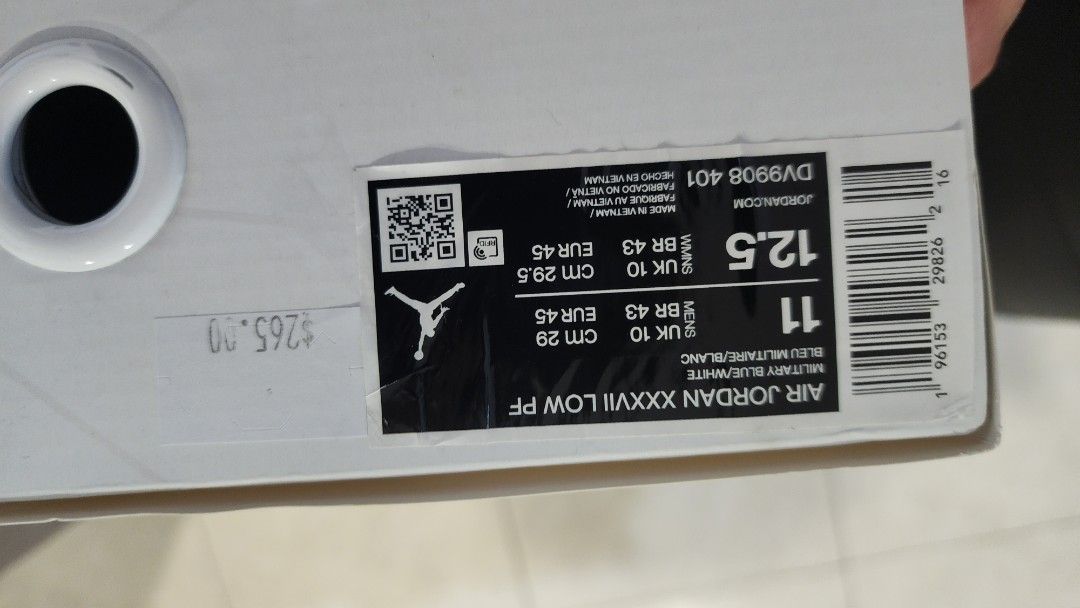 AIR JORDAN XXXVII LOW PF
MILITARY BLUE/WHITE
BLEU MILITAIRE/BLANC
11
MENS
UK 10
BR 43
cm 29
EUR 45
12.5
WMNS
UK 10
BR 43
cm 29.5
EUR 45
RFID
JORDAN.COM
DV9908 401
MADE IN VIETNAM /
FABRIQUE AU VIETNAM /
FABRICADO NO VIETNÃ /
HECHO EN VIETNAM
1 96153 29826 2 16
$265.00